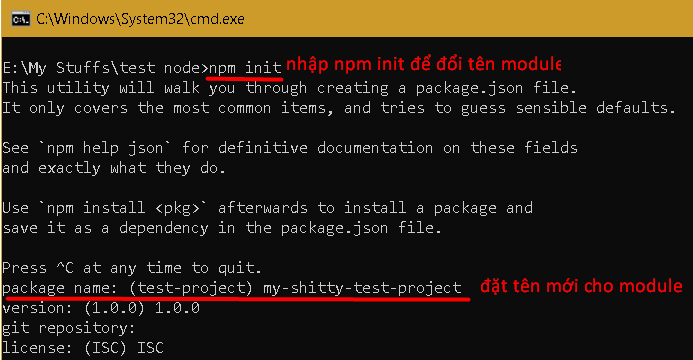 C:\Windows\System32\cmd.exe
E:\My Stuffs\test node>npm init nhập npm init để đổi tên module
This utility will walk you through creating a package.json file.
It only covers the most common items, and tries to guess sensible defaults.
See `npm help json` for definitive documentation on these fields
and exactly what they do.
Use `npm install <pkg>` afterwards to install a package and
save it as a dependency in the package.json file.
Press ^C at any time to quit.
package name: (test-project) my-shitty-test-project đặt tên mới cho module
version: (1.0.0) 1.0.0
git repository:
license: (ISC) ISC